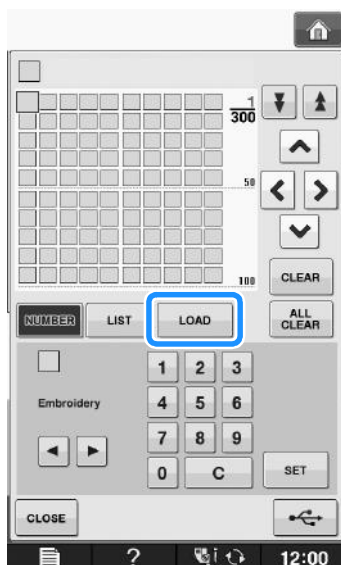 1
300
50
100
CLEAR
NUMBER LIST LOAD ALL CLEAR
Embroidery
1 2 3
4 5 6
7 8 9
0 C SET
CLOSE
? i 12:00